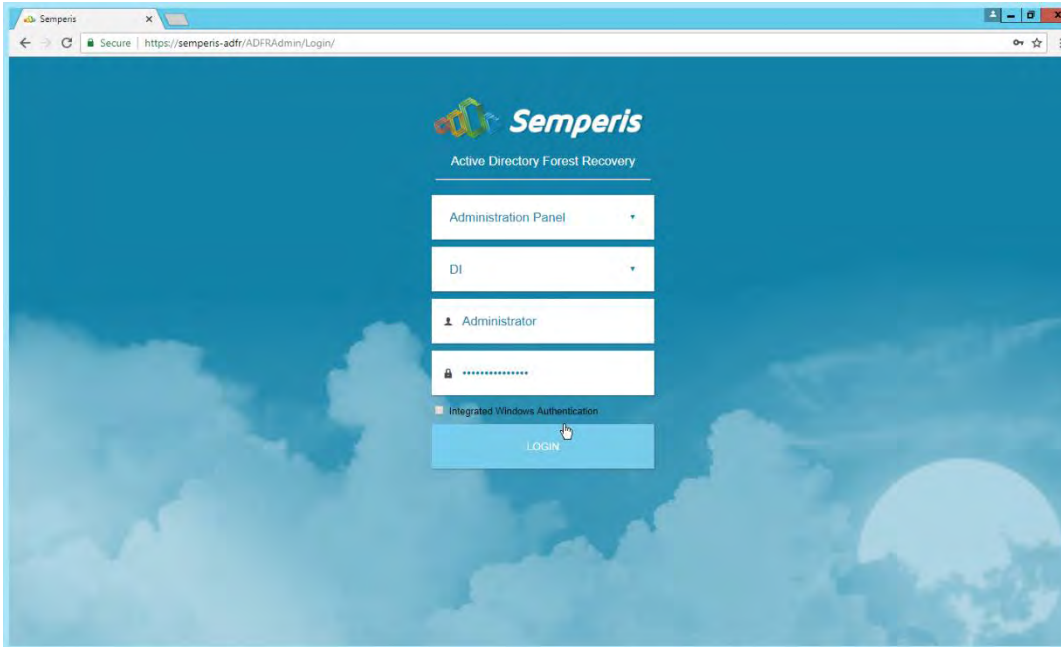 Semperis
Secure | https://semperis-adfr/ADFRAdmin/Login/
Semperis
Active Directory Forest Recovery
Administration Panel
DI
Administrator
•••••••••••••••
Integrated Windows Authentication
LOGIN